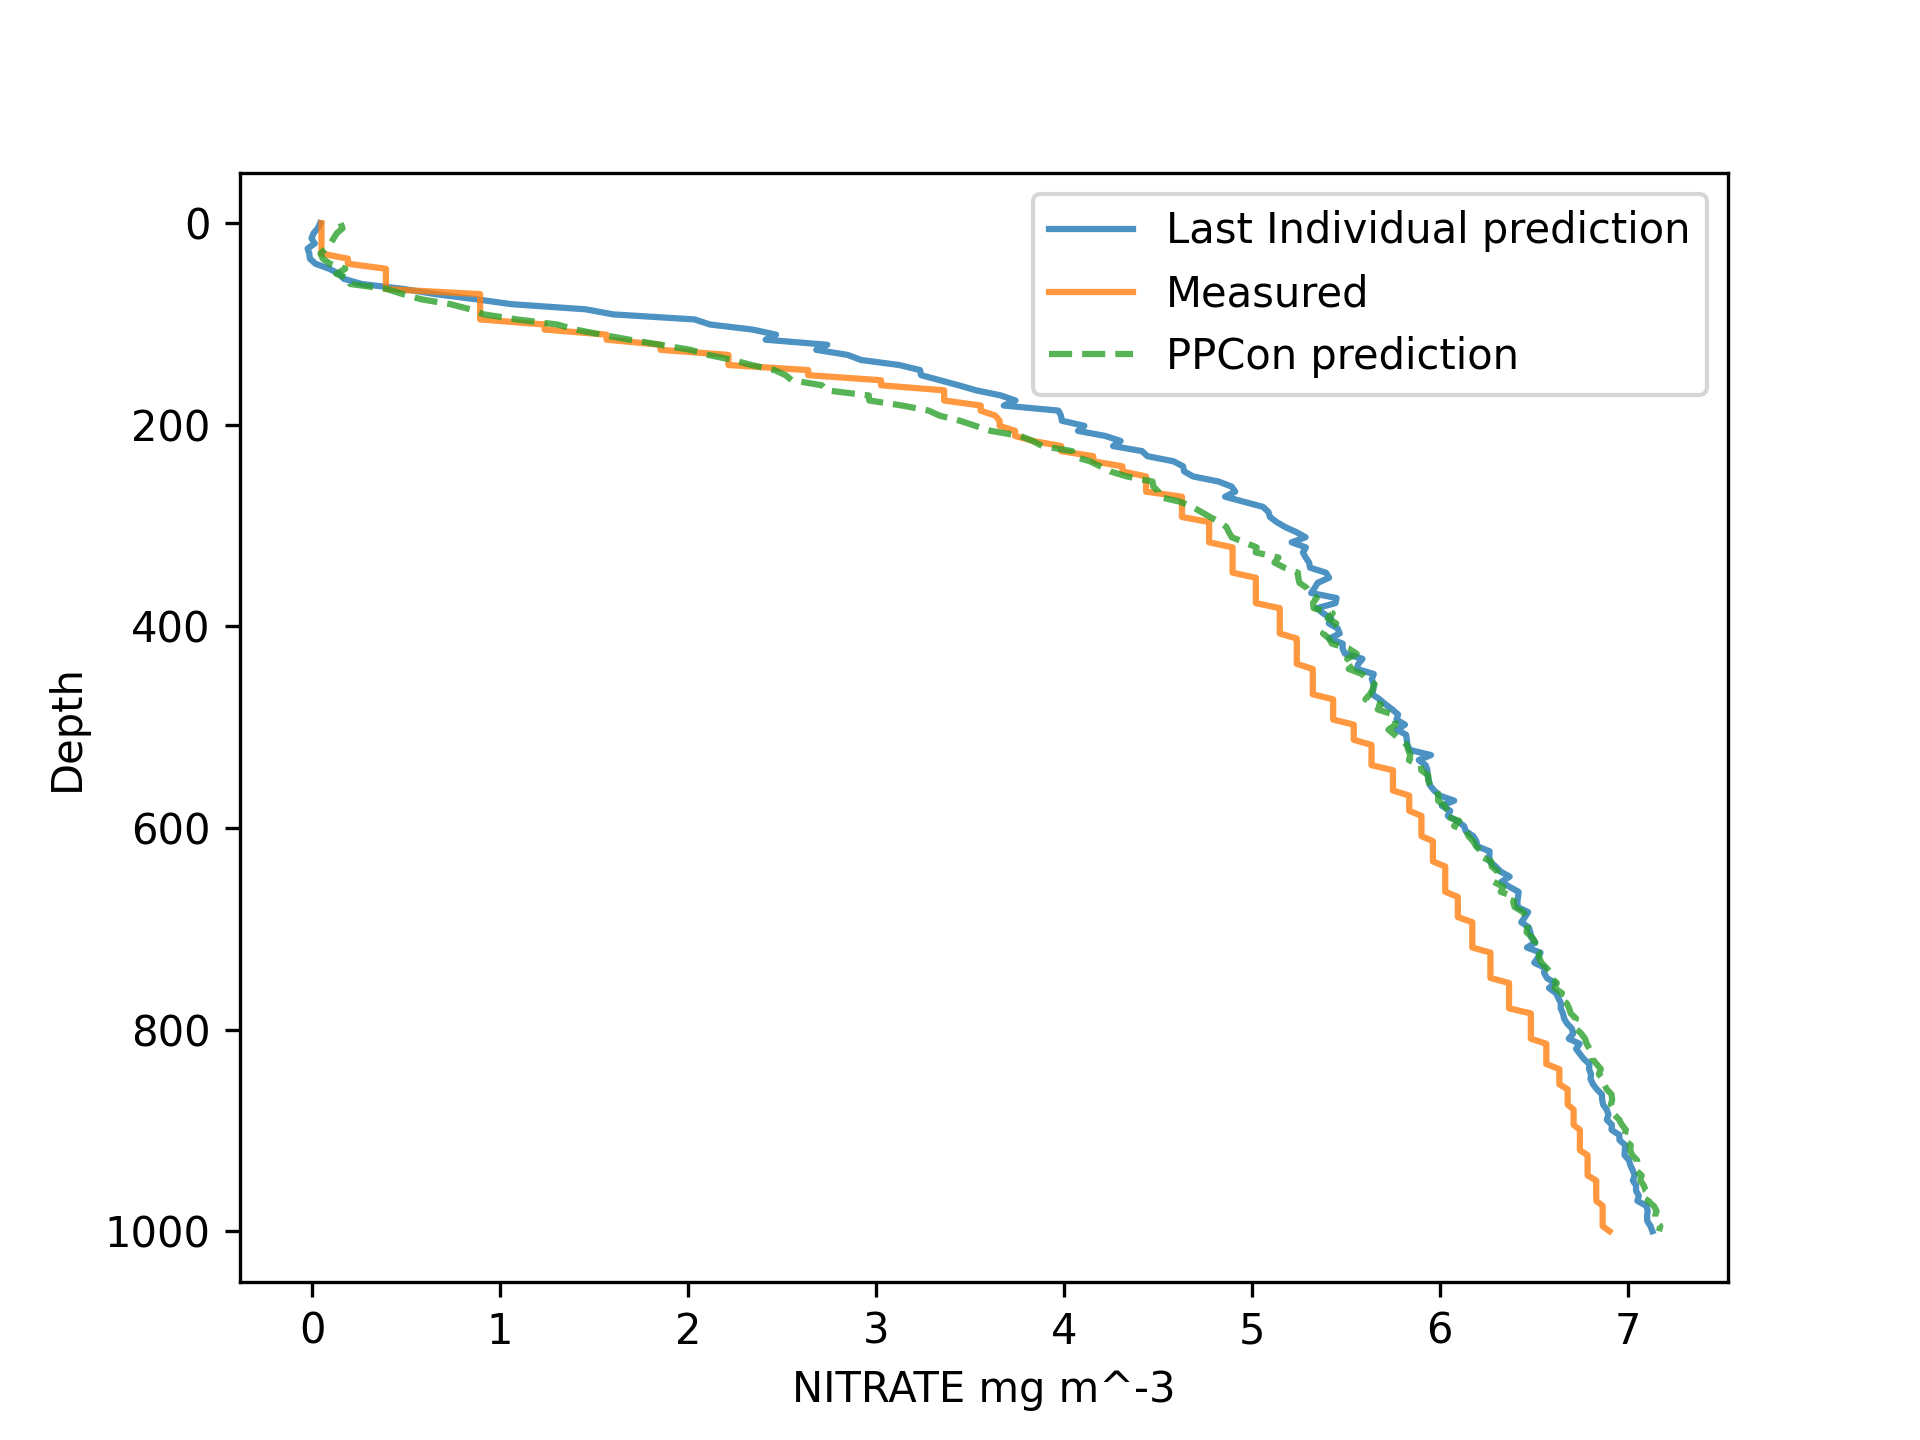 Last Individual prediction
Measured
PPCon prediction
0
200
400
600
800
1000
Depth
0 1 2 3 4 5 6 7
NITRATE mg m^-3